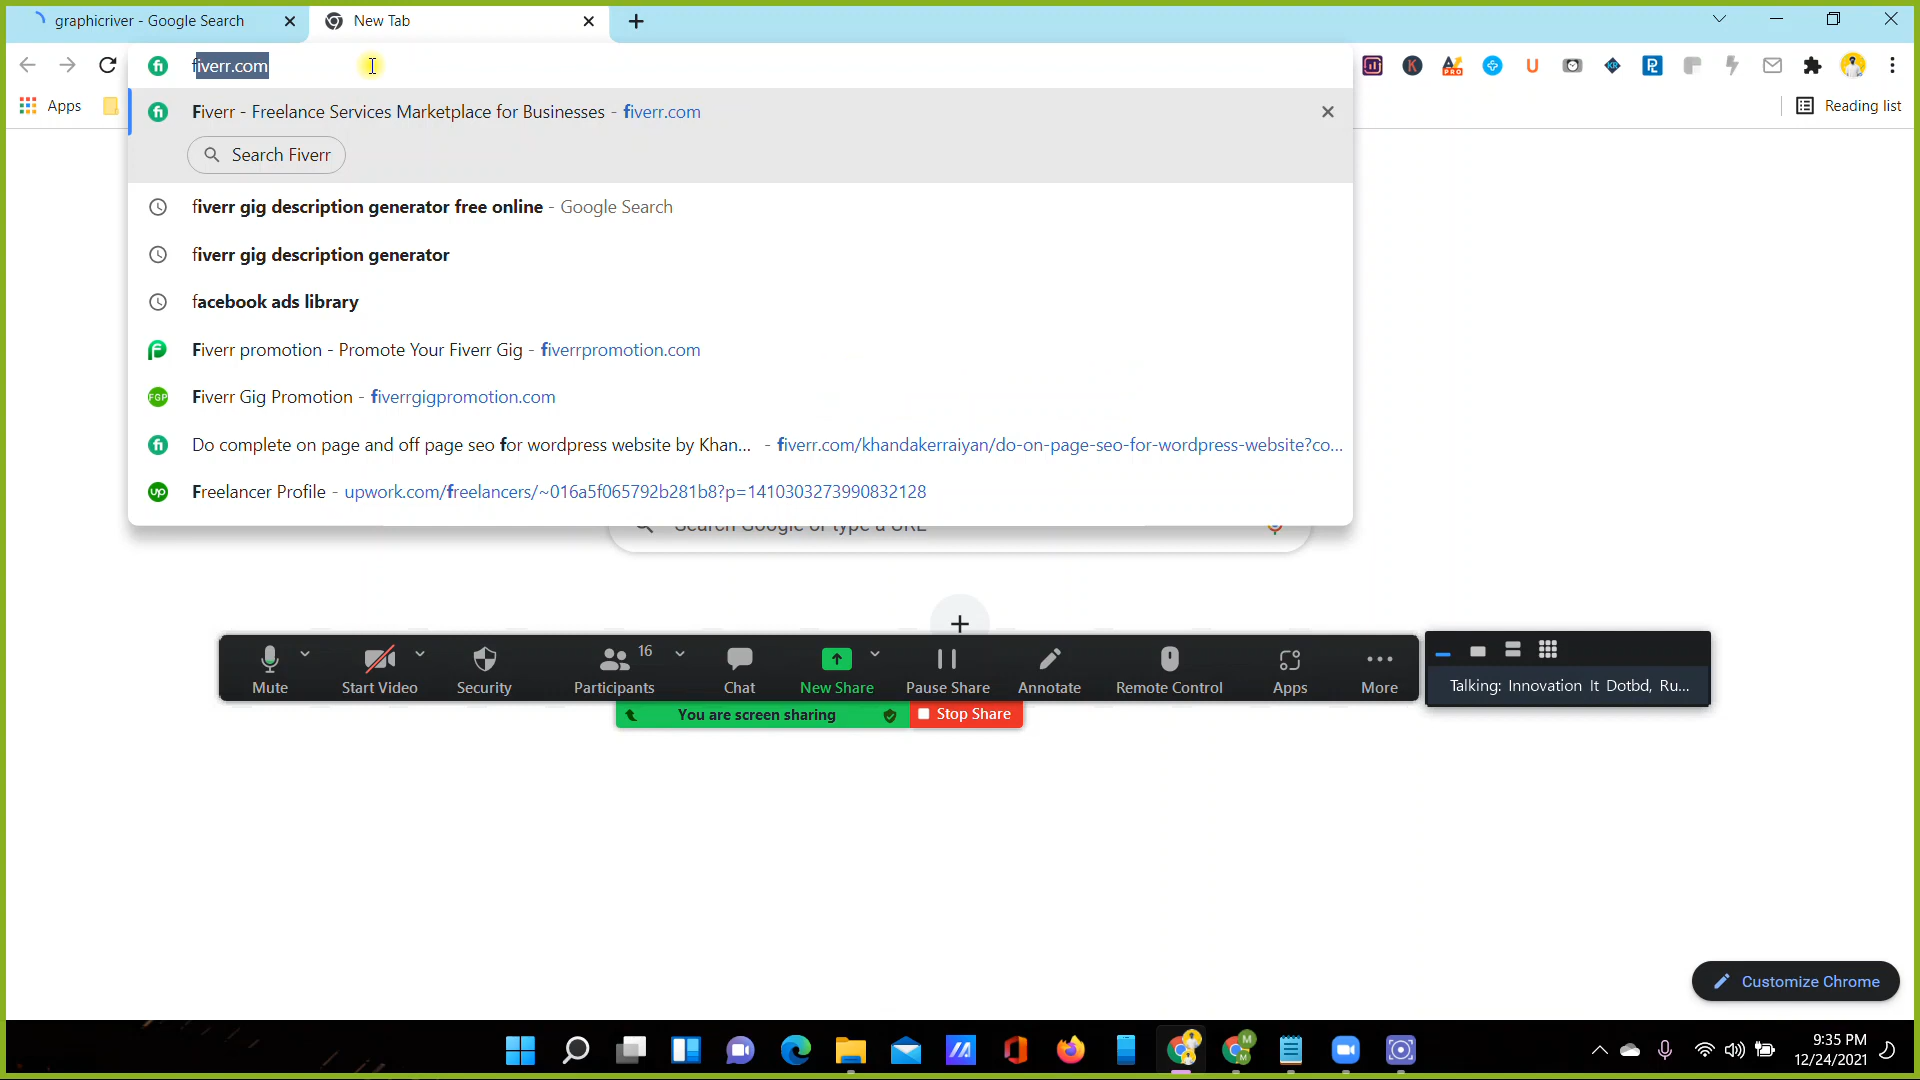 graphicriver - Google Search
New Tab
fiverr.com
Apps
Reading list
Fiverr - Freelance Services Marketplace for Businesses - fiverr.com
Search Fiverr
fiverr gig description generator free online - Google Search
fiverr gig description generator
facebook ads library
Fiverr promotion - Promote Your Fiverr Gig - fiverrpromotion.com
FGP
Fiverr Gig Promotion - fiverrgigpromotion.com
Do complete on page and off page seo for wordpress website by Khan... - fiverr.com/khandakerraiyan/do-on-page-seo-for-wordpress-website?co...
Freelancer Profile - upwork.com/freelancers/~016a5f065792b281b8?p=1410303273990832128
Search Google or type a URL
16
Mute
Start Video
Security
Participants
Chat
New Share
Pause Share
Annotate
Remote Control
Apps
More
Talking: Innovation It Dotbd, Ru...
You are screen sharing
Stop Share
Customize Chrome
9:35 PM
12/24/2021